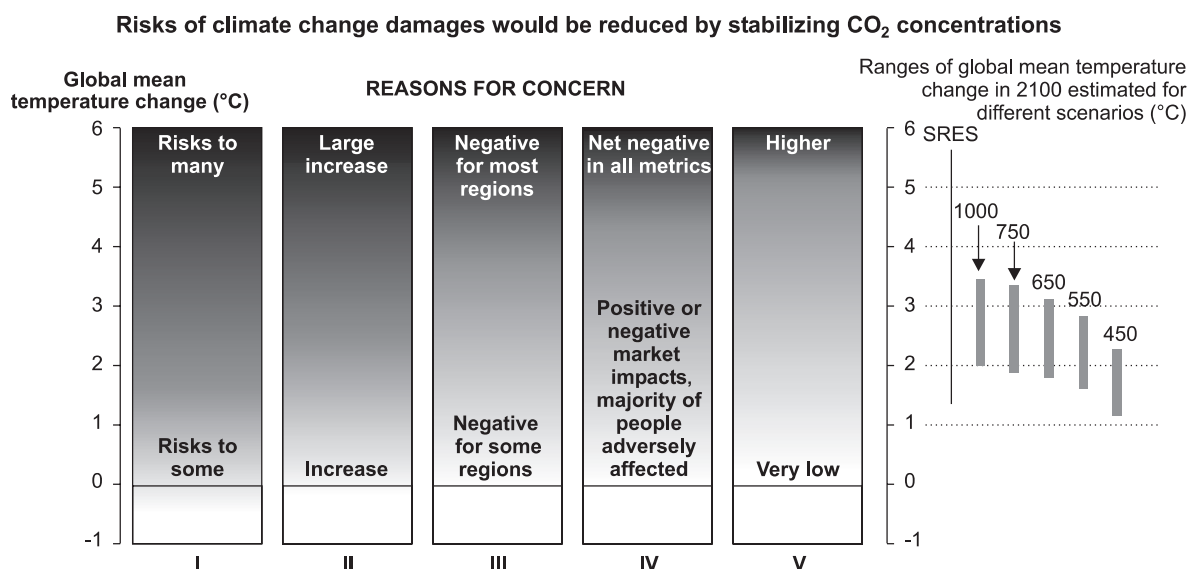 Risks of climate change damages would be reduced by stabilizing CO₂ concentrations
Global mean
temperature change (°C)
REASONS FOR CONCERN
Ranges of global mean temperature
change in 2100 estimated for
different scenarios (°C)
6
5
4
3
2
1
0
-1
Risks to
many
Risks to
some
I
Large
increase
Increase
II
Negative
for most
regions
Negative
for some
regions
III
Net negative
in all metrics
Positive or
negative
market
impacts,
majority of
people
adversely
affected
IV
Higher
Very low
V
6
5
4
3
2
1
0
-1
SRES
1000
750
650
550
450